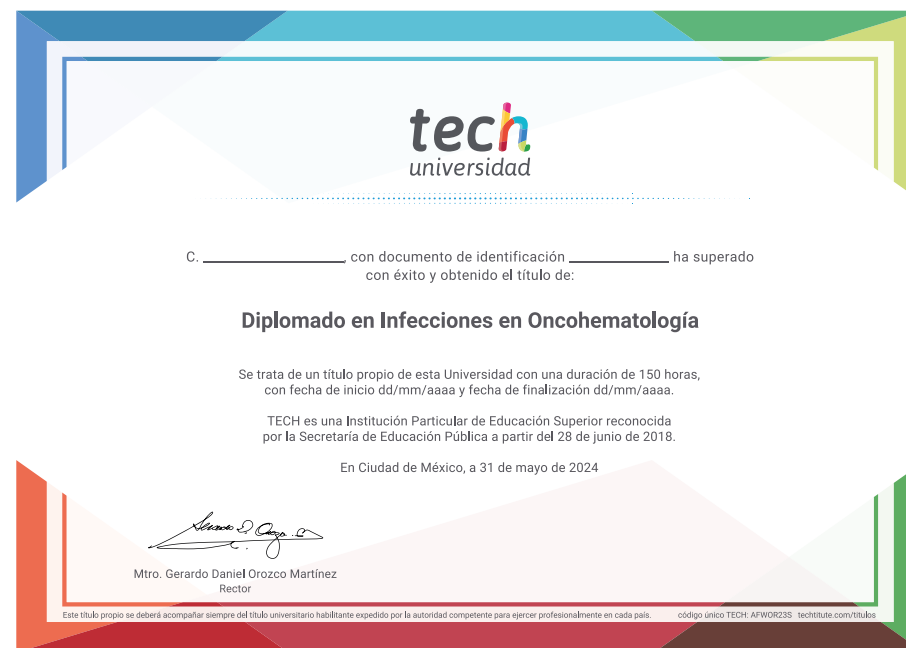 tech
universidad
C. ____________________, con documento de identificación ______________ ha superado
con éxito y obtenido el título de:
Diplomado en Infecciones en Oncohematología
Se trata de un título propio de esta Universidad con una duración de 150 horas,
con fecha de inicio dd/mm/aaaa y fecha de finalización dd/mm/aaaa.
TECH es una Institución Particular de Educación Superior reconocida
por la Secretaría de Educación Pública a partir del 28 de junio de 2018.
En Ciudad de México, a 31 de mayo de 2024
Mtro. Gerardo Daniel Orozco Martínez
Rector
Este título propio se deberá acompañar siempre del título universitario habilitante expedido por la autoridad competente para ejercer profesionalmente en cada país. código único TECH: AFWOR23S techtitute.com/titulos